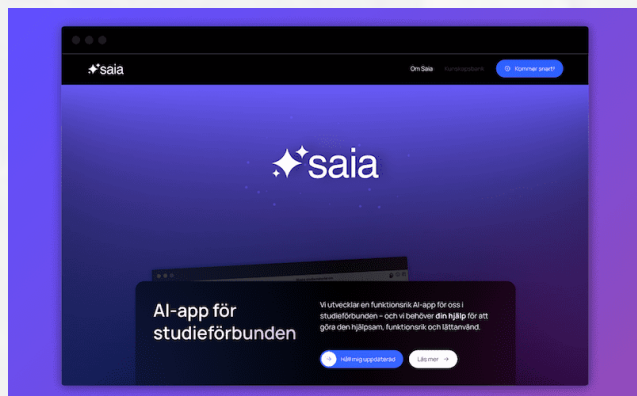 saia
Om Saia
Kunskapsbank
Kommer snart!
saia
AI-app för
studieförbunden
Vi utvecklar en funktionsrik AI-app för oss i
studieförbunden – och vi behöver din hjälp för att
göra den hjälpsam, funktionsrik och lättanvänd.
Håll mig uppdaterad
Läs mer